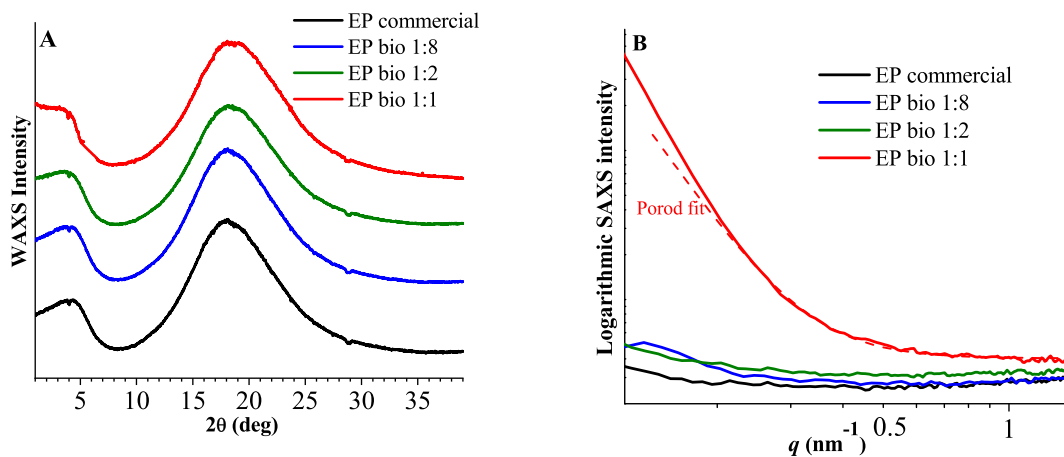 A
EP commercial
EP bio 1:8
EP bio 1:2
EP bio 1:1
WAXS Intensity
5 10 15 20 25 30 35
2θ (deg)
B
EP commercial
EP bio 1:8
EP bio 1:2
EP bio 1:1
Porod fit
Logarithmic SAXS intensity
0.5 1
q (nm-1